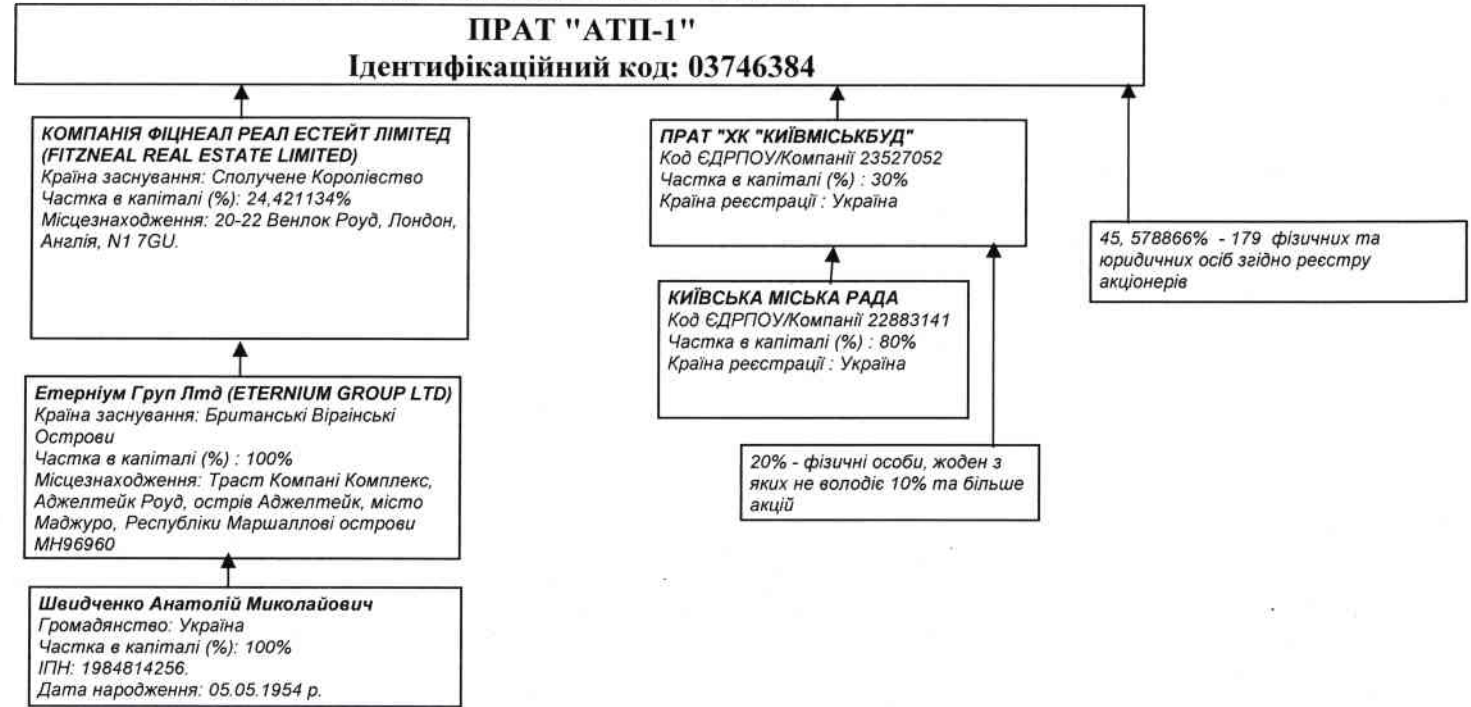 ПРАТ "АТП-1"
Ідентифікаційний код: 03746384
КОМПАНІЯ ФІЦНЕАЛ РЕАЛ ЕСТЕЙТ ЛІМІТЕД
(FITZNEAL REAL ESTATE LIMITED)
Країна заснування: Сполучене Королівство
Частка в капіталі (%): 24,421134%
Місцезнаходження: 20-22 Венлок Роуд, Лондон,
Англія, N1 7GU.
Етерніум Груп Лтд (ETERNIUM GROUP LTD)
Країна заснування: Британські Віргінські
Острови
Частка в капіталі (%) : 100%
Місцезнаходження: Траст Компані Комплекс,
Аджелтейк Роуд, острів Аджелтейк, місто
Маджуро, Республіки Маршаллові острови
МН96960
Швидченко Анатолій Миколайович
Громадянство: Україна
Частка в капіталі (%): 100%
ІПН: 1984814256.
Дата народження: 05.05.1954 р.
ПРАТ "ХК "КИЇВМІСЬКБУД"
Код ЄДРПОУ/Компанії 23527052
Частка в капіталі (%) : 30%
Країна реєстрації : Україна
КИЇВСЬКА МІСЬКА РАДА
Код ЄДРПОУ/Компанії 22883141
Частка в капіталі (%) : 80%
Країна реєстрації : Україна
20% - фізичні особи, жоден з
яких не володіє 10% та більше
акцій
45, 578866% - 179 фізичних та
юридичних осіб згідно реєстру
акціонерів